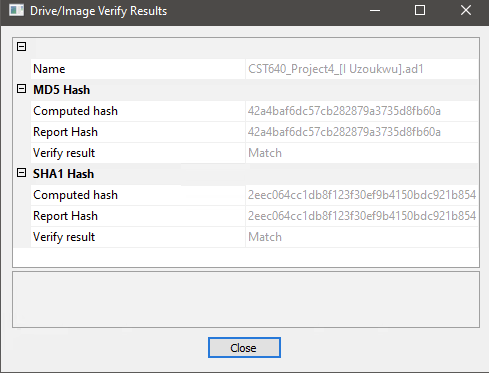 Drive/Image Verify Results
Name CST640_Project4_[I Uzoukwu].ad1
MD5 Hash
Computed hash 42a4baf6dc57cb282879a3735d8fb60a
Report Hash 42a4baf6dc57cb282879a3735d8fb60a
Verify result Match
SHA1 Hash
Computed hash 2eec064cc1db8f123f30ef9b4150bdc921b854
Report Hash 2eec064cc1db8f123f30ef9b4150bdc921b854
Verify result Match
Close